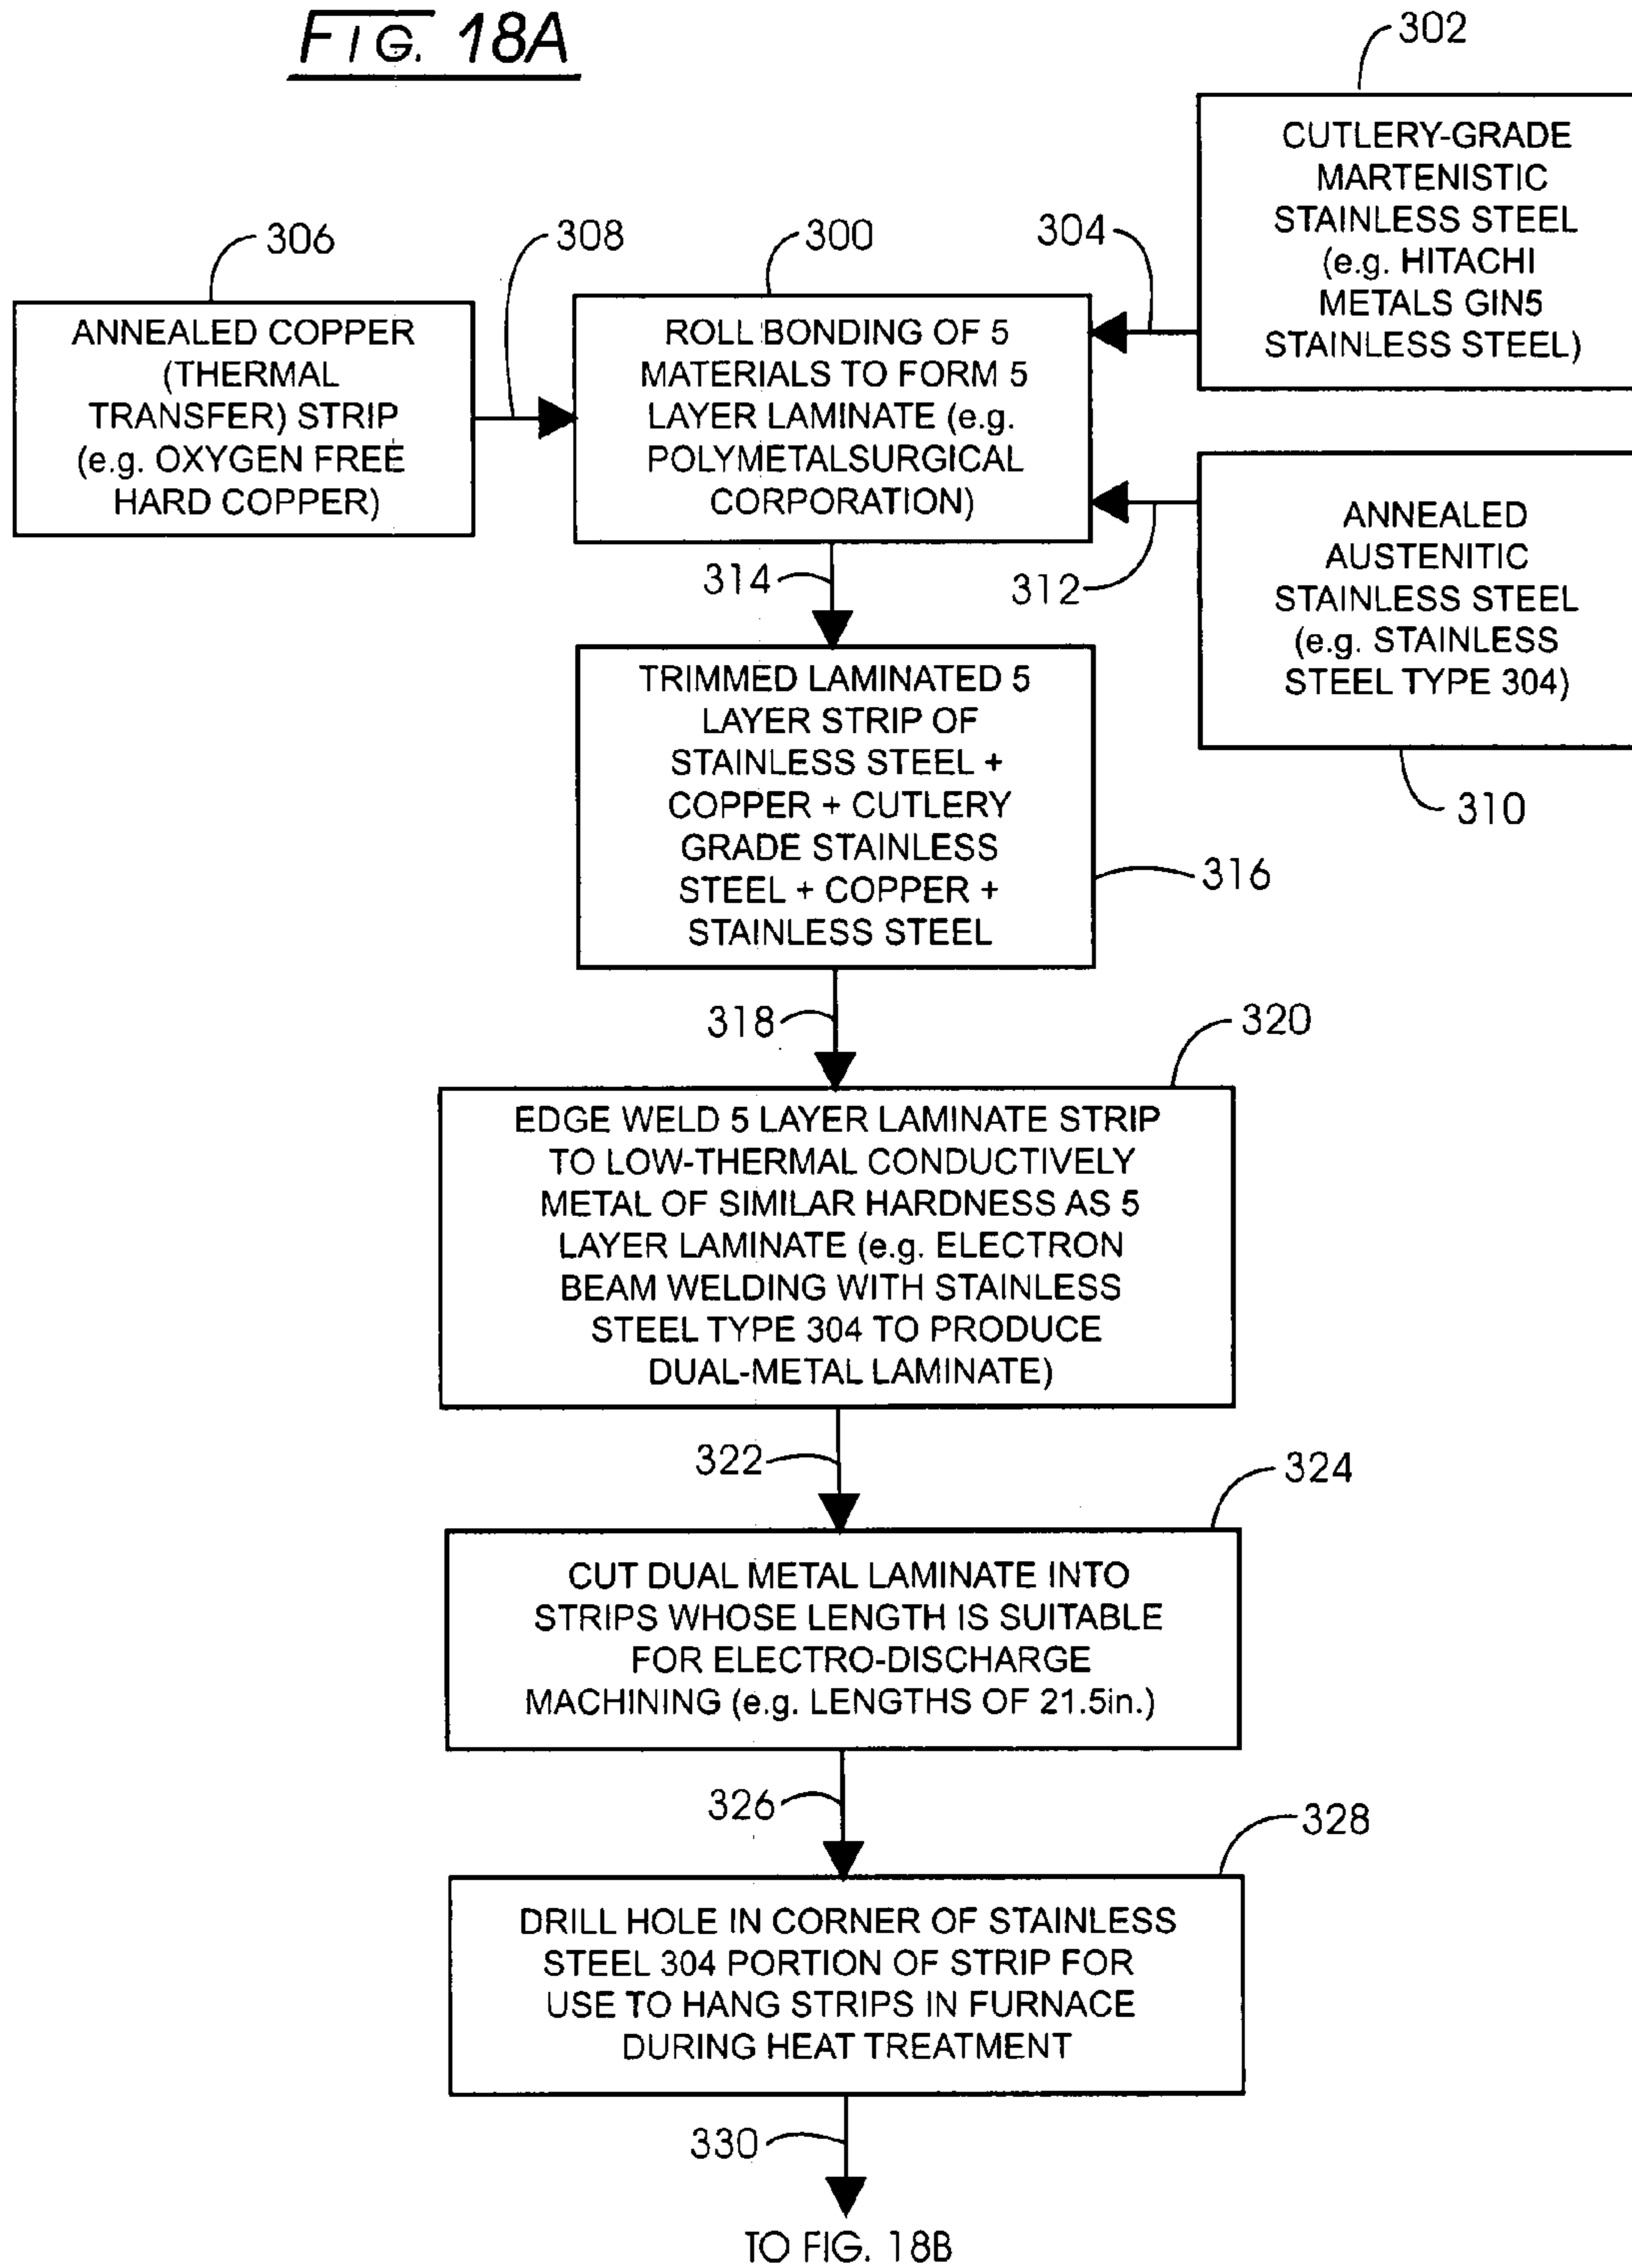 FIG. 18A
302
CUTLERY-GRADE
MARTENISTIC
STAINLESS STEEL
(e.g. HITACHI
METALS GIN5
STAINLESS STEEL)
306
308
300
304
ANNEALED COPPER
(THERMAL
TRANSFER) STRIP
(e.g. OXYGEN FREE
HARD COPPER)
ROLL BONDING OF 5
MATERIALS TO FORM 5
LAYER LAMINATE (e.g.
POLYMETALSURGICAL
CORPORATION)
ANNEALED
AUSTENITIC
STAINLESS STEEL
(e.g. STAINLESS
STEEL TYPE 304)
314
312
310
TRIMMED LAMINATED 5
LAYER STRIP OF
STAINLESS STEEL +
COPPER + CUTLERY
GRADE STAINLESS
STEEL + COPPER +
STAINLESS STEEL
316
318
320
EDGE WELD 5 LAYER LAMINATE STRIP
TO LOW-THERMAL CONDUCTIVELY
METAL OF SIMILAR HARDNESS AS 5
LAYER LAMINATE (e.g. ELECTRON
BEAM WELDING WITH STAINLESS
STEEL TYPE 304 TO PRODUCE
DUAL-METAL LAMINATE)
322
324
CUT DUAL METAL LAMINATE INTO
STRIPS WHOSE LENGTH IS SUITABLE
FOR ELECTRO-DISCHARGE
MACHINING (e.g. LENGTHS OF 21.5in.)
326
328
DRILL HOLE IN CORNER OF STAINLESS
STEEL 304 PORTION OF STRIP FOR
USE TO HANG STRIPS IN FURNACE
DURING HEAT TREATMENT
330
TO FIG. 18B